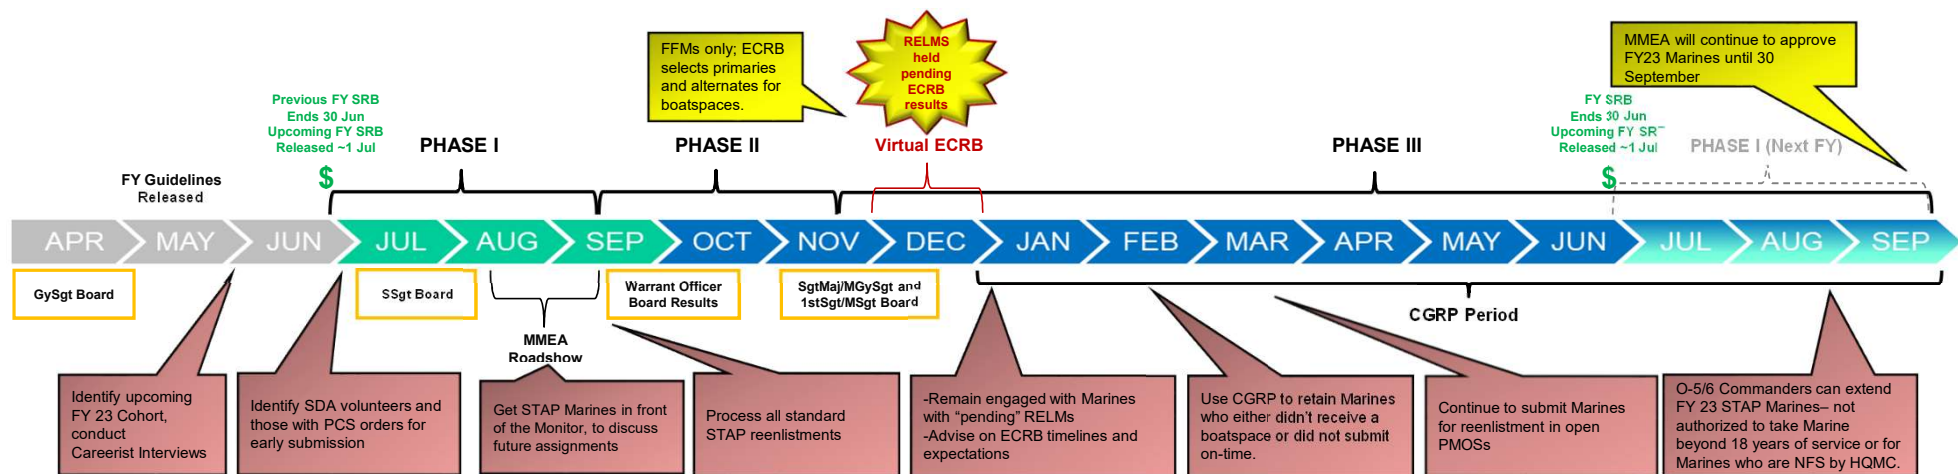 FFMs only; ECRB
selects primaries
and alternates for
boatspaces.
RELMS
held
pending
ECRB
results
MMEA will continue to approve
FY23 Marines until 30
September
Previous FY SRB
Ends 30 Jun
Upcoming FY SRB
Released ~1 Jul
$
PHASE I
PHASE II
Virtual ECRB
PHASE III
FY SRB
Ends 30 Jun
Upcoming FY SR
Released ~1 Jul
$
PHASE I (Next FY)
FY Guidelines
Released
APR MAY JUN JUL AUG SEP OCT NOV DEC JAN FEB MAR APR MAY JUN JUL AUG SEP
GySgt Board
SSgt Board
Warrant Officer
Board Results
SgtMaj/MGySgt and
1stSgt/MSgt Board
CGRP Period
MMEA
Roadshow
Identify upcoming
FY 23 Cohort,
conduct
Careerist Interviews
Identify SDA volunteers and
those with PCS orders for
early submission
Get STAP Marines in front
of the Monitor, to discuss
future assignments
Process all standard
STAP reenlistments
-Remain engaged with Marines
with “pending” RELMs
-Advise on ECRB timelines and
expectations
Use CGRP to retain Marines
who either didn’t receive a
boatspace or did not submit
on-time.
Continue to submit Marines
for reenlistment in open
PMOSs
O-5/6 Commanders can extend
FY 23 STAP Marines– not
authorized to take Marine
beyond 18 years of service or for
Marines who are NFS by HQMC.